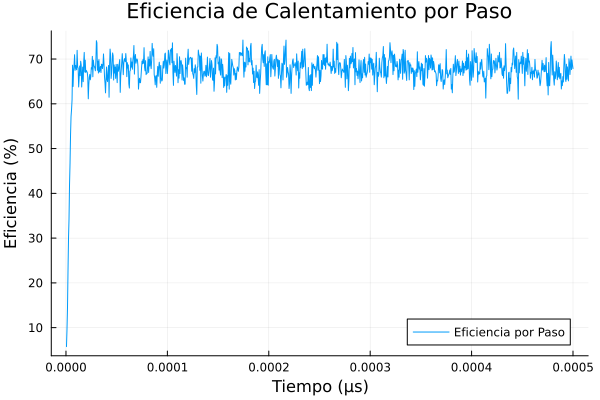 Eficiencia de Calentamiento por Paso
Eficiencia (%)
70
60
50
40
30
20
10
Eficiencia por Paso
0.0000 0.0001 0.0002 0.0003 0.0004 0.0005
Tiempo (μs)